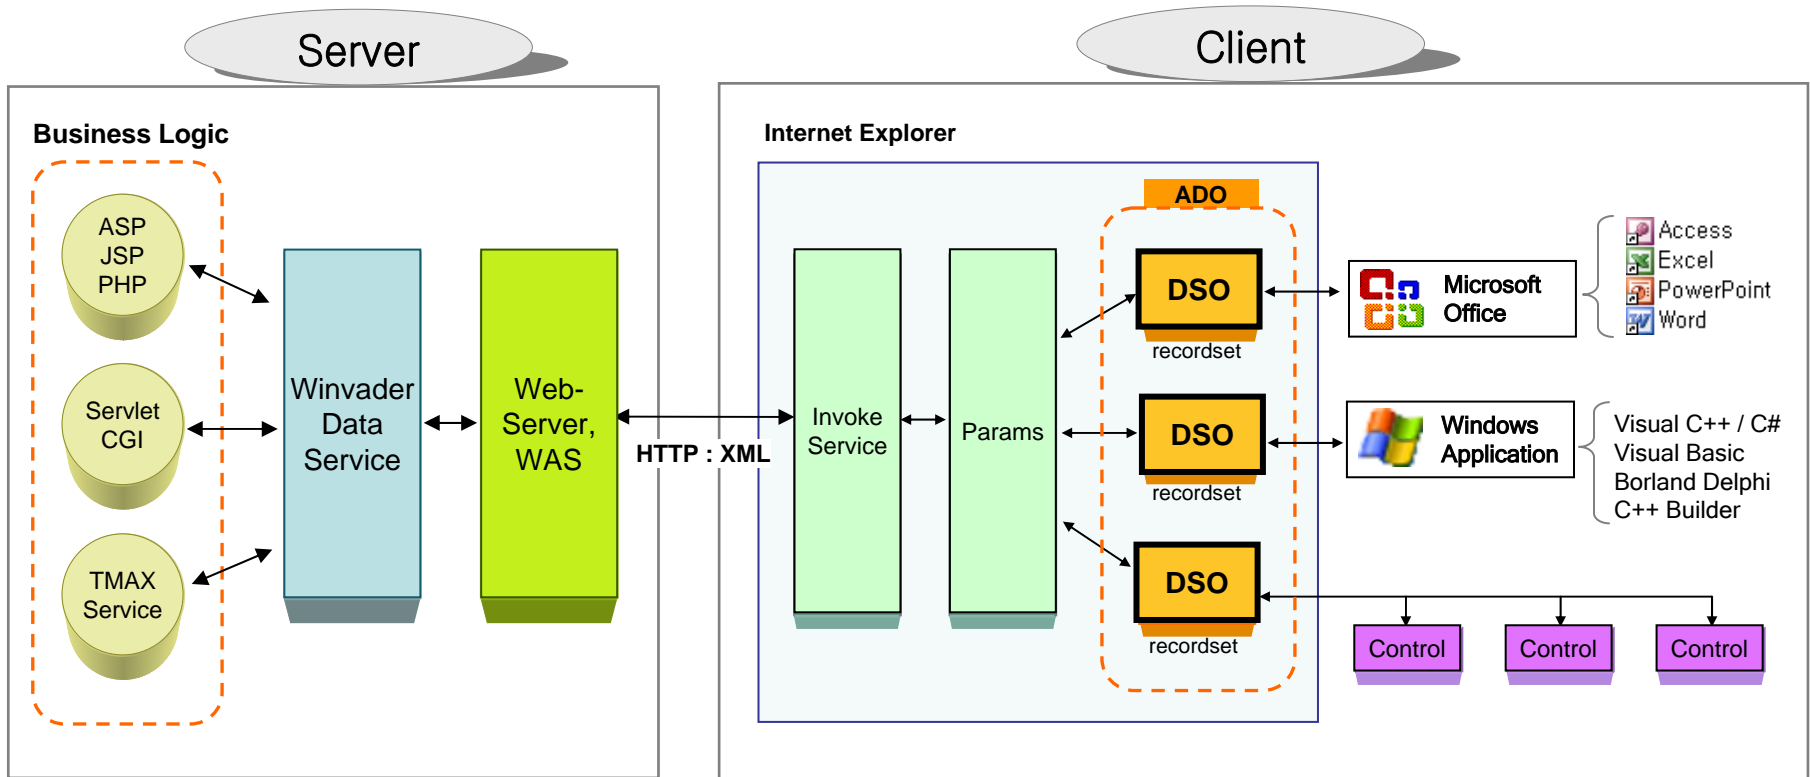 Server
Client
Business Logic
ASP
JSP
PHP
Servlet
CGI
TMAX
Service
Winvader
Data
Service
Web-
Server,
WAS
HTTP : XML
Internet Explorer
Invoke
Service
Params
ADO
DSO
recordset
DSO
recordset
DSO
recordset
Microsoft
Office
Access
Excel
PowerPoint
Word
Windows
Application
Visual C++ / C#
Visual Basic
Borland Delphi
C++ Builder
Control
Control
Control